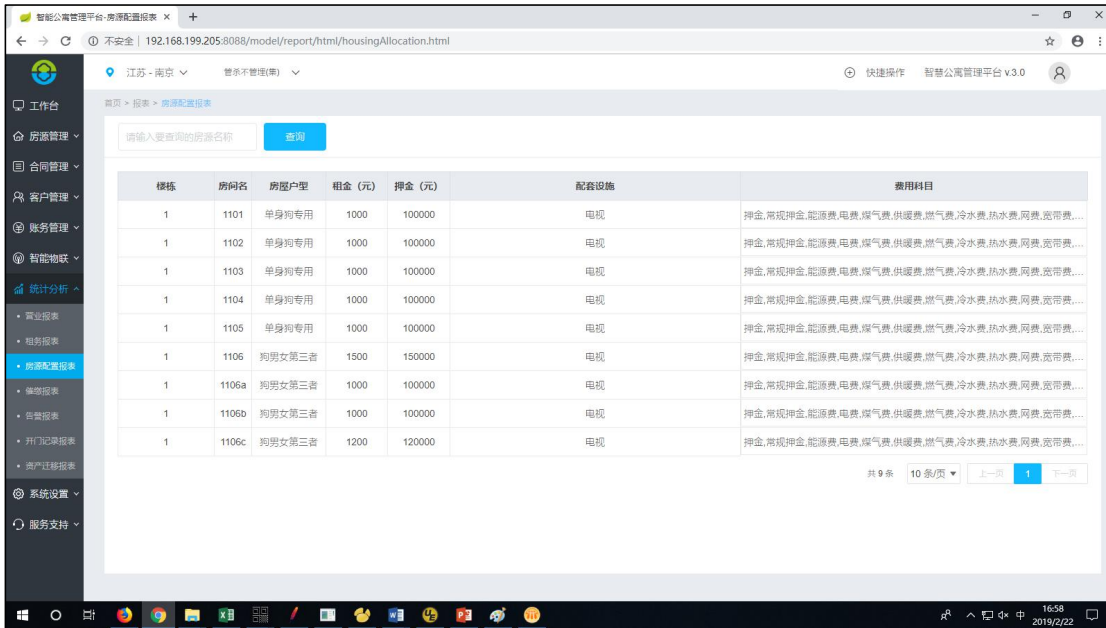 智能公寓管理平台-房源配置报表
不安全 | 192.168.199.205:8088/model/report/html/housingAllocation.html
江苏 - 南京 管杀不管埋(集) 快捷操作 智慧公寓管理平台 v.3.0
首页 > 报表 > 房源配置报表
工作台
房源管理
合同管理
客户管理
账务管理
智能物联
统计分析
• 营业报表
• 租务报表
• 房源配置报表
• 催缴报表
• 告警报表
• 开门记录报表
• 资产迁移报表
系统设置
服务支持
请输入要查询的房源名称 查询
楼栋 房间名 房屋户型 租金（元） 押金（元） 配套设施 费用科目
1 1101 单身狗专用 1000 100000 电视 押金,常规押金,能源费,电费,煤气费,供暖费,燃气费,冷水费,热水费,网费,宽带费,...
1 1102 单身狗专用 1000 100000 电视 押金,常规押金,能源费,电费,煤气费,供暖费,燃气费,冷水费,热水费,网费,宽带费,...
1 1103 单身狗专用 1000 100000 电视 押金,常规押金,能源费,电费,煤气费,供暖费,燃气费,冷水费,热水费,网费,宽带费,...
1 1104 单身狗专用 1000 100000 电视 押金,常规押金,能源费,电费,煤气费,供暖费,燃气费,冷水费,热水费,网费,宽带费,...
1 1105 单身狗专用 1000 100000 电视 押金,常规押金,能源费,电费,煤气费,供暖费,燃气费,冷水费,热水费,网费,宽带费,...
1 1106 狗男女第三者 1500 150000 电视 押金,常规押金,能源费,电费,煤气费,供暖费,燃气费,冷水费,热水费,网费,宽带费,...
1 1106a 狗男女第三者 1000 100000 电视 押金,常规押金,能源费,电费,煤气费,供暖费,燃气费,冷水费,热水费,网费,宽带费,...
1 1106b 狗男女第三者 1000 100000 电视 押金,常规押金,能源费,电费,煤气费,供暖费,燃气费,冷水费,热水费,网费,宽带费,...
1 1106c 狗男女第三者 1200 120000 电视 押金,常规押金,能源费,电费,煤气费,供暖费,燃气费,冷水费,热水费,网费,宽带费,...
共 9 条 10 条/页 上一页 1 下一页
中 16:58
2019/2/22